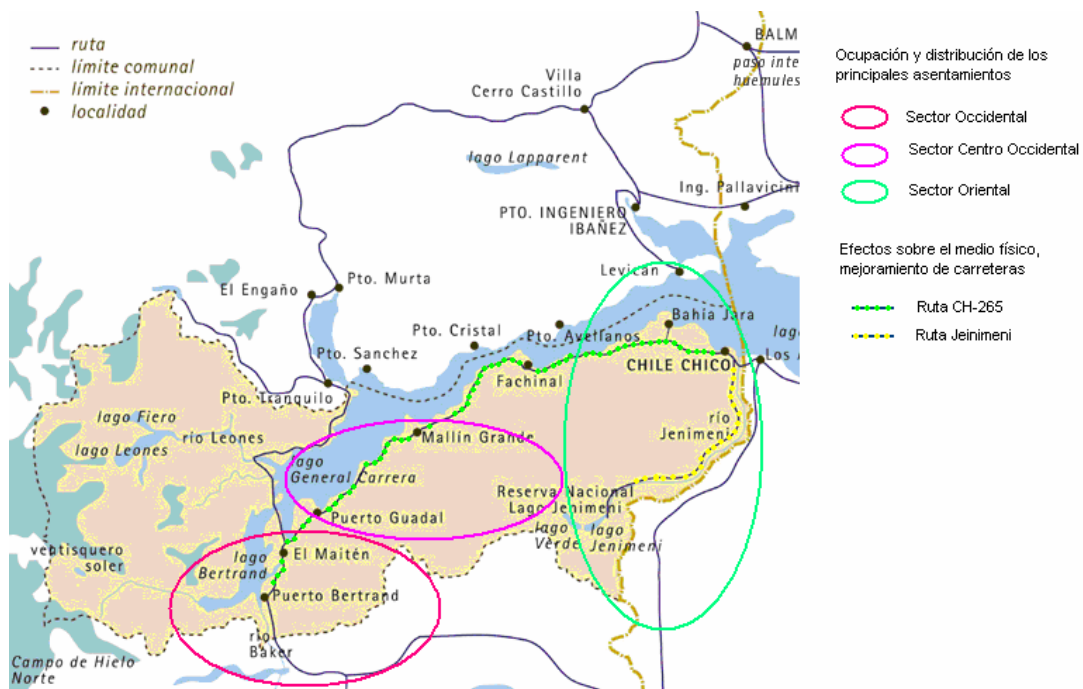 ruta
límite comunal
límite internacional
localidad
Villa
Cerro Castillo
BALM
paso inte
huemules
lago Lapparent
Ing. Pallavicini
PTO. INGENIERO
IBAÑEZ
Levican
El Engaño
Pto. Murta
Pto. Cristal
Pto. Avellanos
Bahía Jara
lago
Pto. Sanchez
Fachinal
CHILE CHICO
Los A
Pto. Tranquilo
lago Fiero
río Leones
lago Leones
Mallín Grande
río
Jenimeni
lago
General Carrera
Reserva Nacional
Lago Jenimeni
lago
Verde
lago
Jenimeni
Puerto Guadal
ventisquero
soler
lago
Bertrand
El Maitén
Puerto Bertrand
río
Baker
Campo de Hielo
Norte
Ocupación y distribución de los
principales asentamientos
Sector Occidental
Sector Centro Occidental
Sector Oriental
Efectos sobre el medio físico,
mejoramiento de carreteras
Ruta CH-265
Ruta Jeinimeni